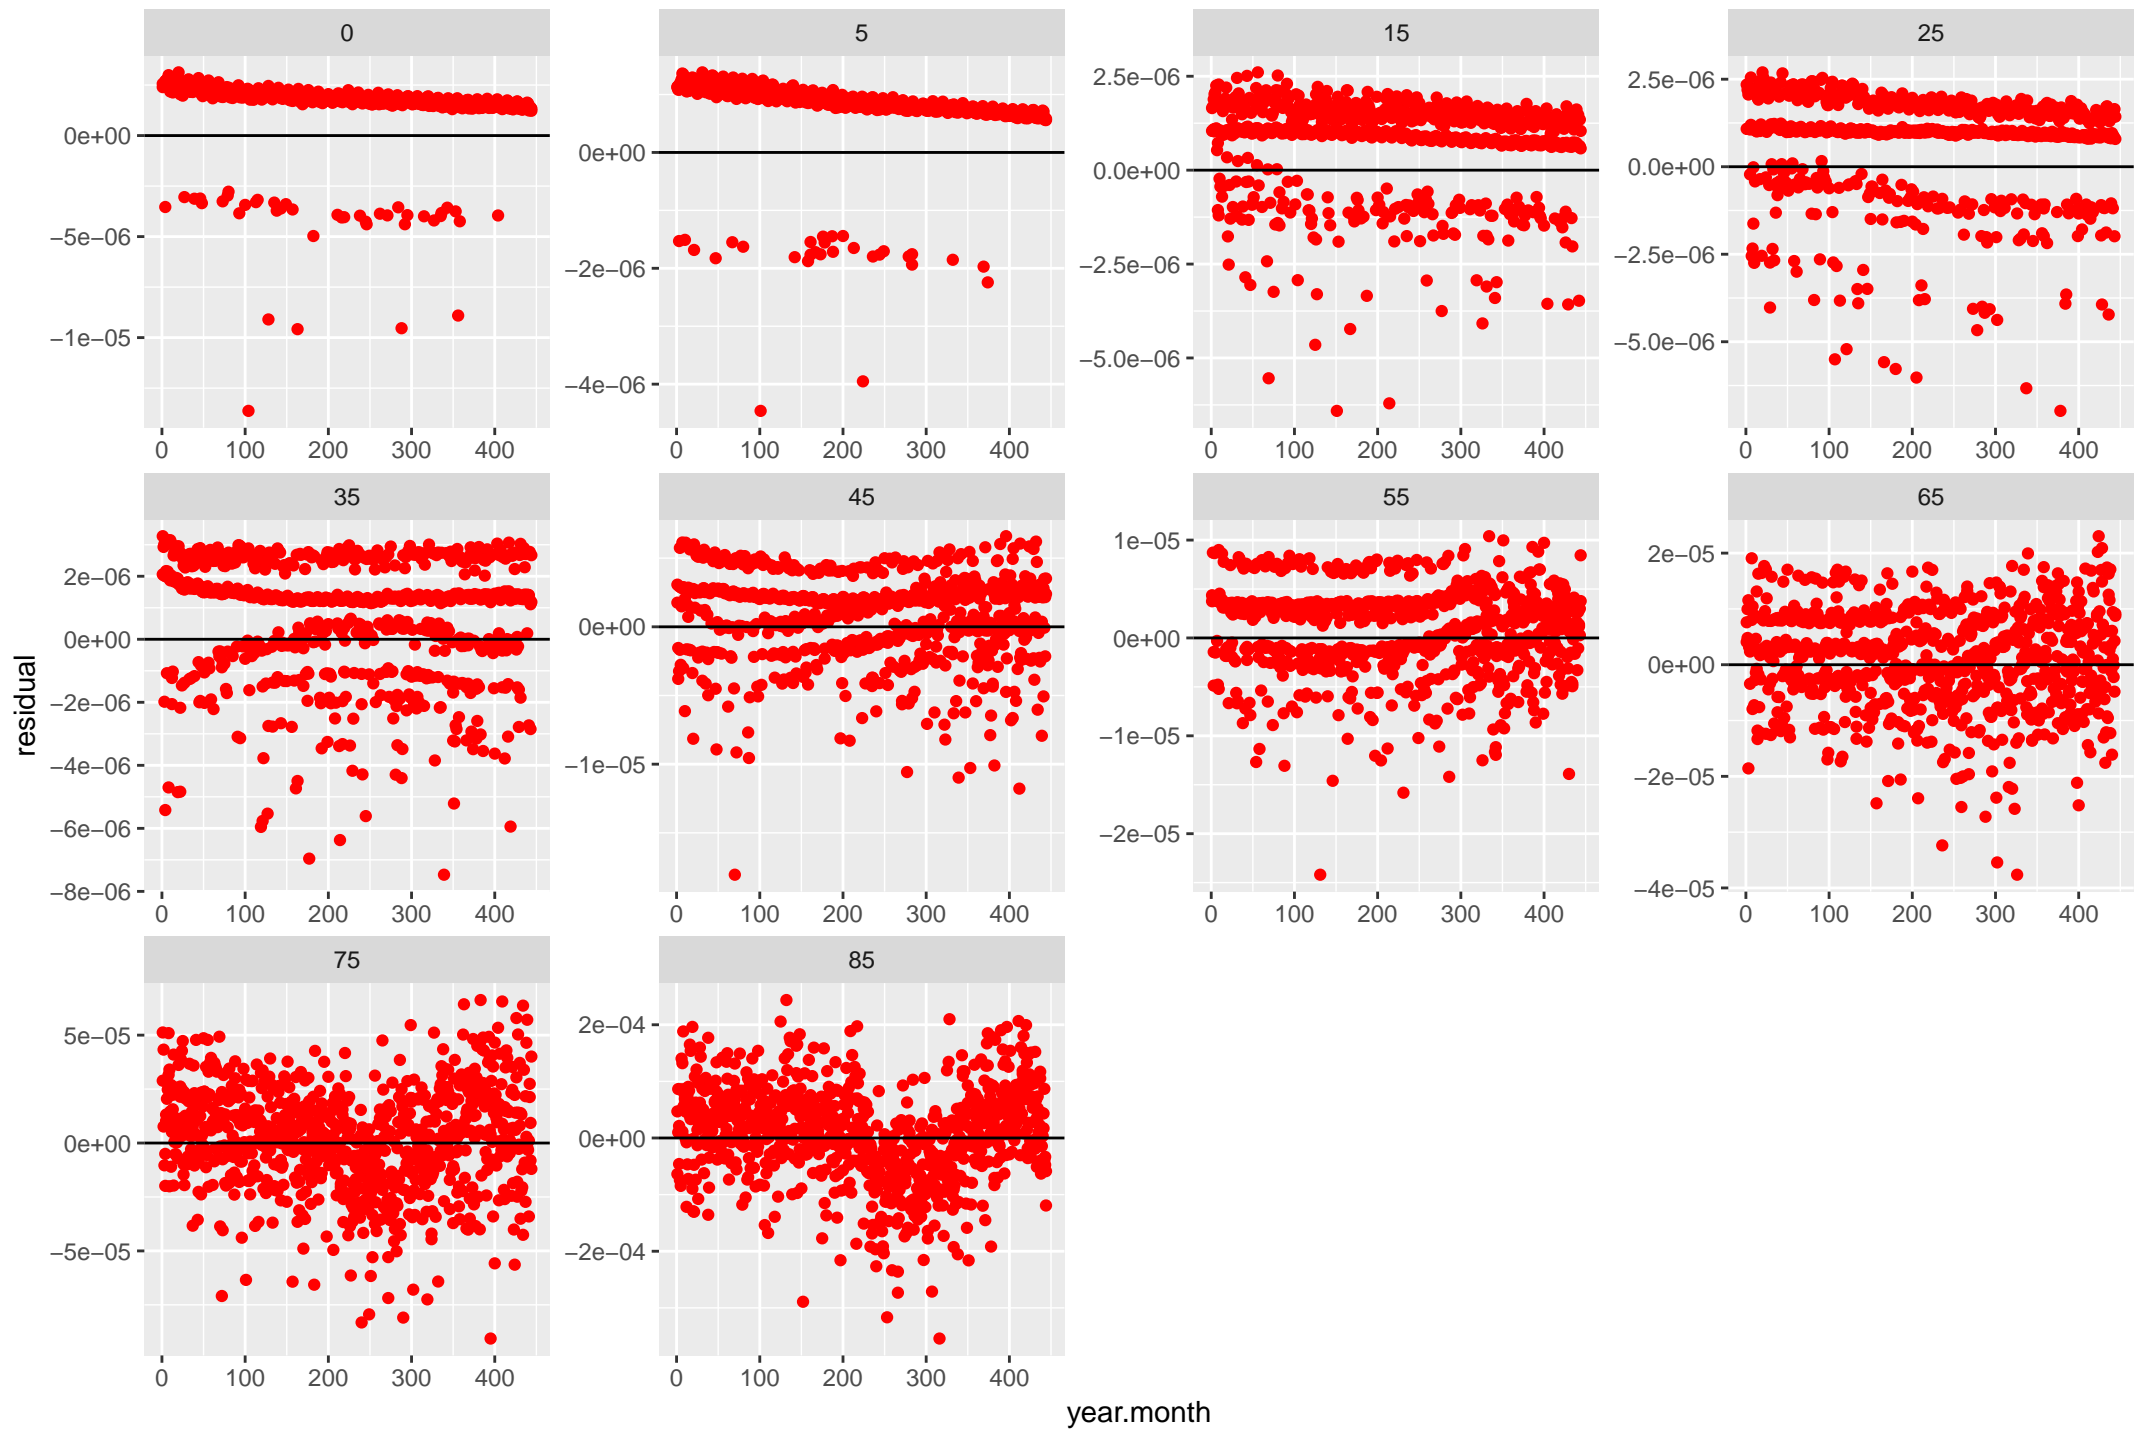 0 5 15 25
0e+00
−5e−06
−1e−05
0e+00
−2e−06
−4e−06
2.5e−06
0.0e+00
−2.5e−06
−5.0e−06
2.5e−06
0.0e+00
−2.5e−06
−5.0e−06
0 100 200 300 400 0 100 200 300 400 0 100 200 300 400 0 100 200 300 400
35 45 55 65
2e−06
0e+00
−2e−06
−4e−06
−6e−06
−8e−06
0e+00
−1e−05
1e−05
0e+00
−1e−05
−2e−05
2e−05
0e+00
−2e−05
−4e−05
0 100 200 300 400 0 100 200 300 400 0 100 200 300 400 0 100 200 300 400
residual
75 85
5e−05
0e+00
−5e−05
2e−04
0e+00
−2e−04
0 100 200 300 400 0 100 200 300 400
year.month